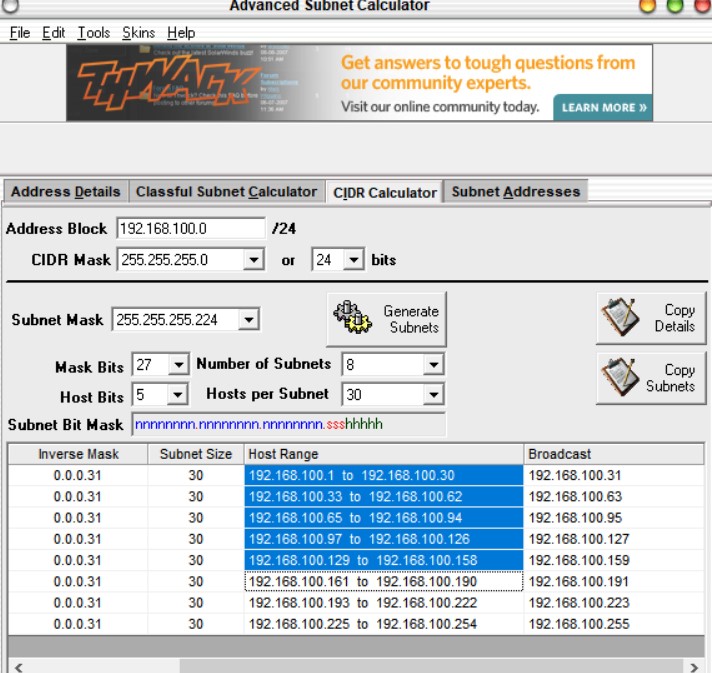 Advanced Subnet Calculator
File Edit Tools Skins Help
THWACK
Get answers to tough questions from
our community experts.
Visit our online community today. LEARN MORE »
Address Details Classful Subnet Calculator CIDR Calculator Subnet Addresses
Address Block 192.168.100.0 /24
CIDR Mask 255.255.255.0 or 24 bits
Subnet Mask 255.255.255.224 Generate Subnets Copy Details
Mask Bits 27 Number of Subnets 8 Copy Subnets
Host Bits 5 Hosts per Subnet 30
Subnet Bit Mask nnnnnnnn.nnnnnnnn.nnnnnnnn.ssshhhhh
Inverse Mask Subnet Size Host Range Broadcast
0.0.0.31 30 192.168.100.1 to 192.168.100.30 192.168.100.31
0.0.0.31 30 192.168.100.33 to 192.168.100.62 192.168.100.63
0.0.0.31 30 192.168.100.65 to 192.168.100.94 192.168.100.95
0.0.0.31 30 192.168.100.97 to 192.168.100.126 192.168.100.127
0.0.0.31 30 192.168.100.129 to 192.168.100.158 192.168.100.159
0.0.0.31 30 192.168.100.161 to 192.168.100.190 192.168.100.191
0.0.0.31 30 192.168.100.193 to 192.168.100.222 192.168.100.223
0.0.0.31 30 192.168.100.225 to 192.168.100.254 192.168.100.255